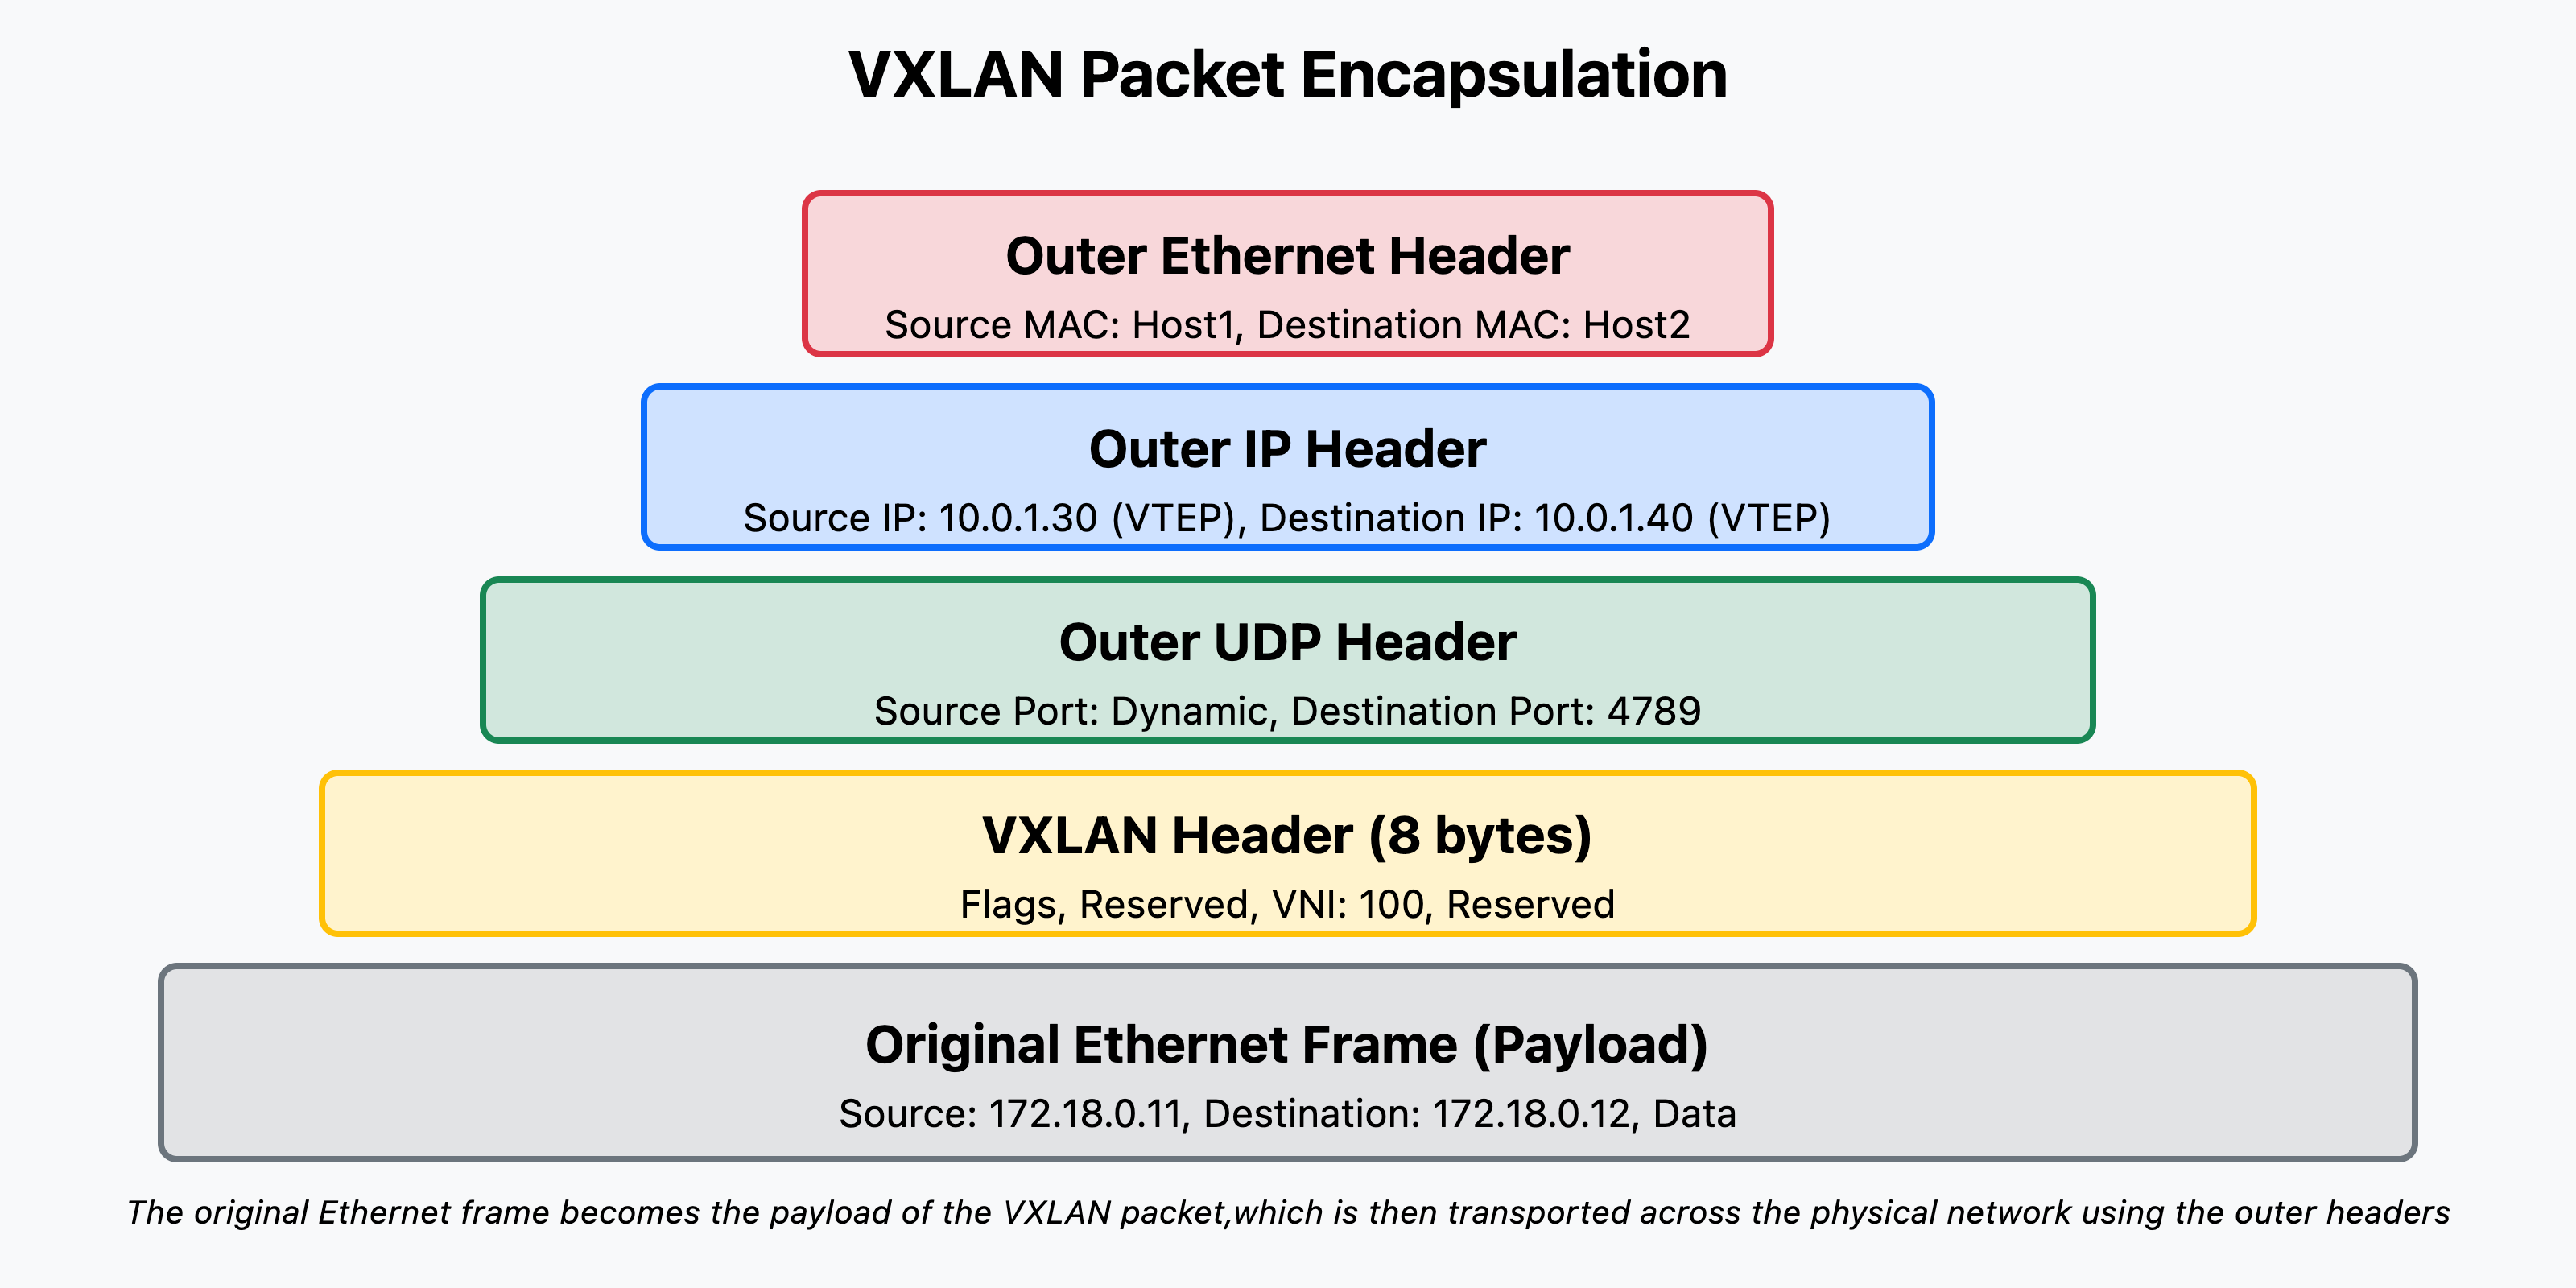 VXLAN Packet Encapsulation
Outer Ethernet Header
Source MAC: Host1, Destination MAC: Host2
Outer IP Header
Source IP: 10.0.1.30 (VTEP), Destination IP: 10.0.1.40 (VTEP)
Outer UDP Header
Source Port: Dynamic, Destination Port: 4789
VXLAN Header (8 bytes)
Flags, Reserved, VNI: 100, Reserved
Original Ethernet Frame (Payload)
Source: 172.18.0.11, Destination: 172.18.0.12, Data
The original Ethernet frame becomes the payload of the VXLAN packet,which is then transported across the physical network using the outer headers